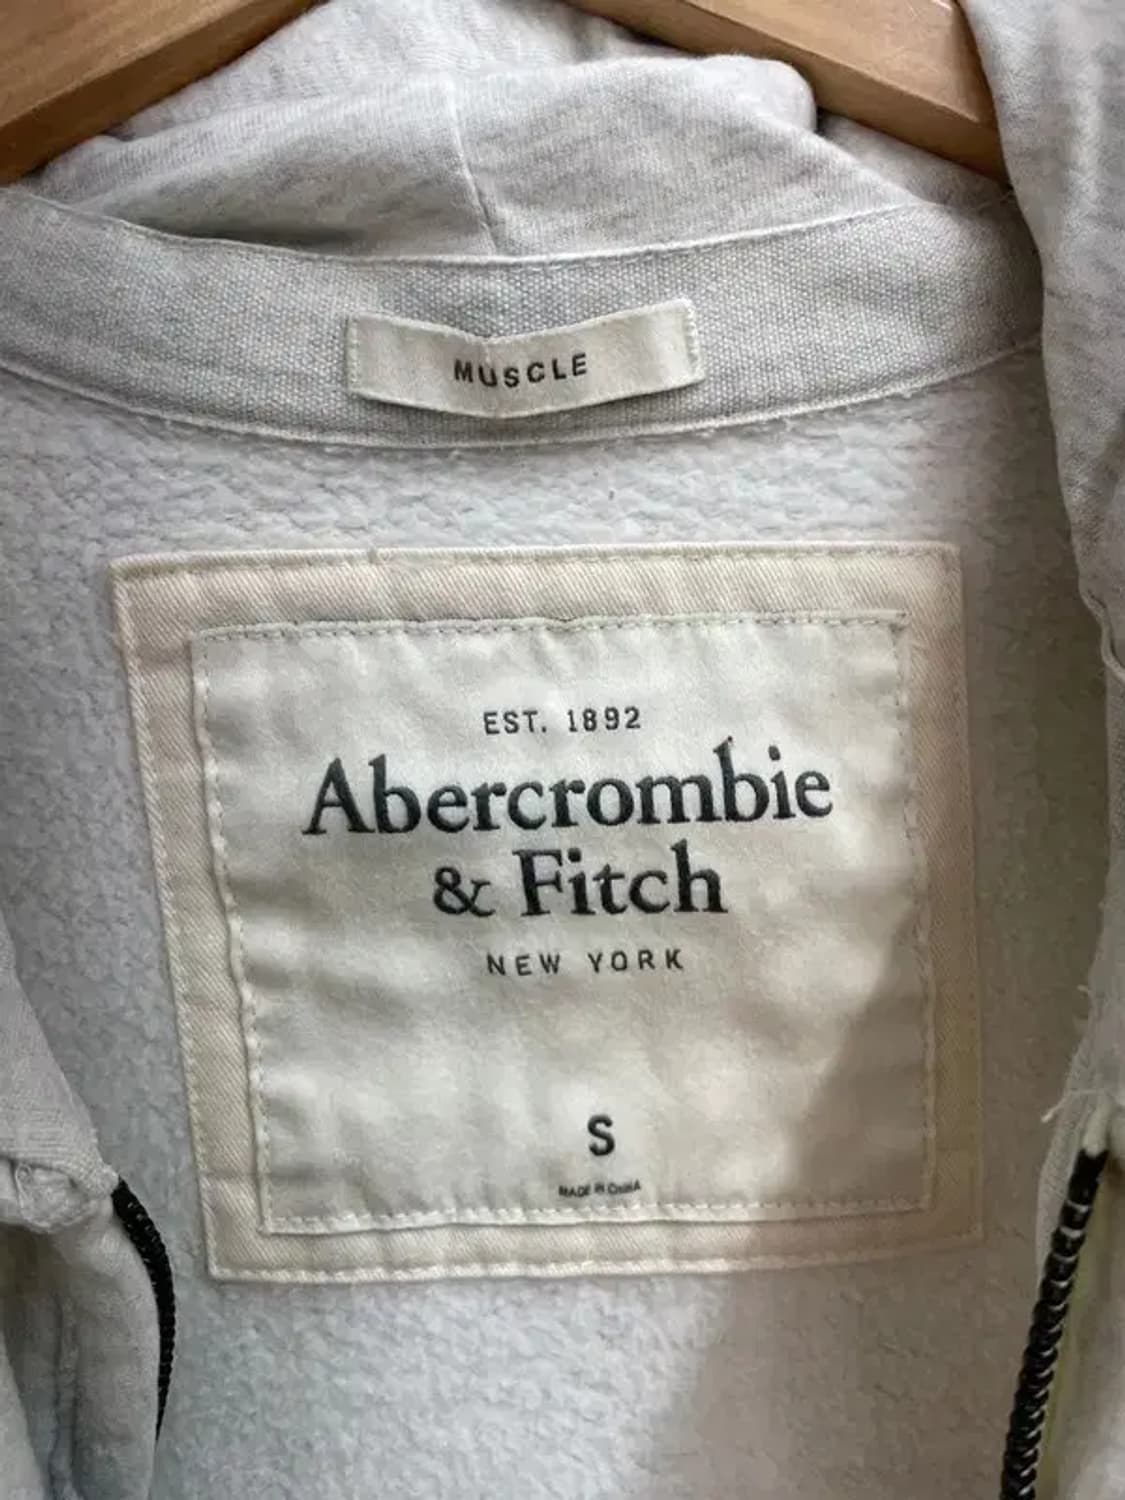 MUSCLE
EST. 1892
Abercrombie
& Fitch
NEW YORK
S
MADE IN CHINA